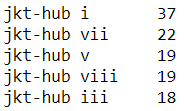 jkt-hub i 37
jkt-hub vii 22
jkt-hub v 19
jkt-hub viii 19
jkt-hub iii 18